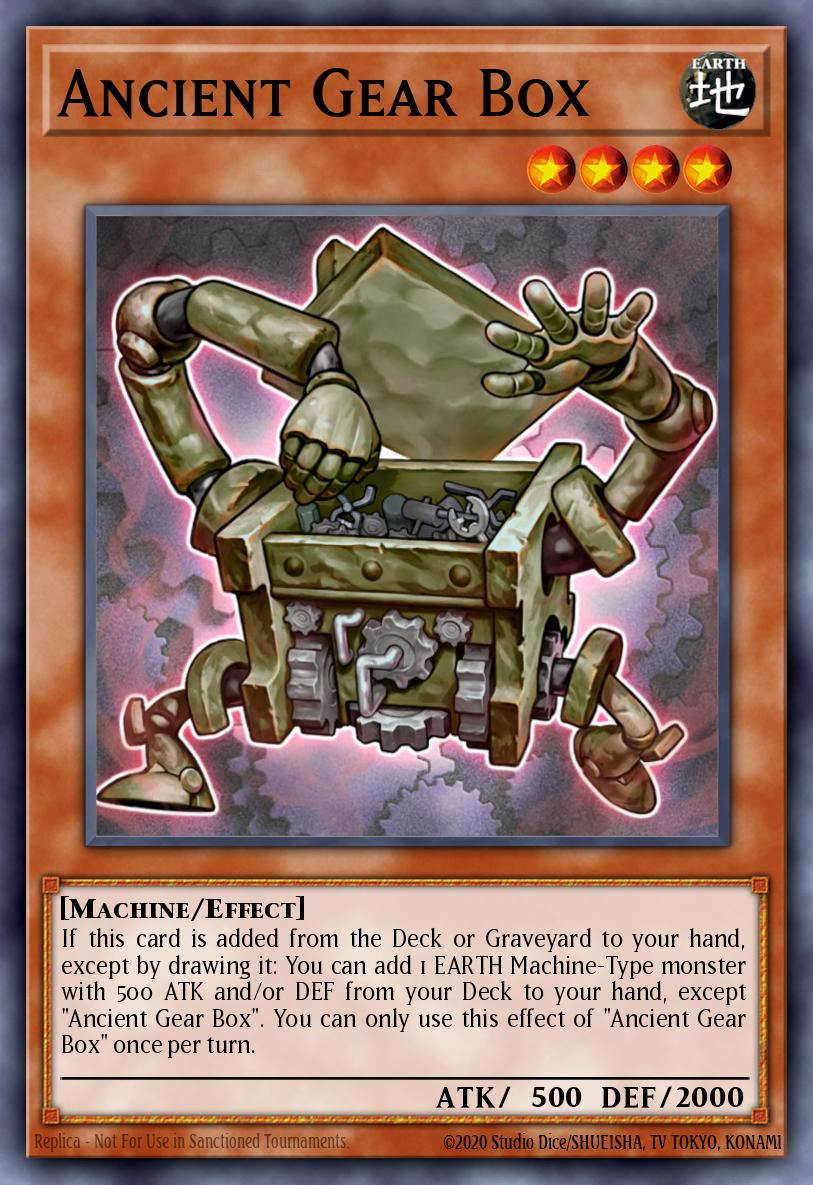 Ancient Gear Box
EARTH
地
[Machine/Effect]
If this card is added from the Deck or Graveyard to your hand,
except by drawing it: You can add 1 EARTH Machine-Type monster
with 500 ATK and/or DEF from your Deck to your hand, except
"Ancient Gear Box". You can only use this effect of "Ancient Gear
Box" once per turn.
ATK/ 500 DEF/2000
Replica - Not For Use in Sanctioned Tournaments.
©2020 Studio Dice/SHUEISHA, TV TOKYO, KONAMI